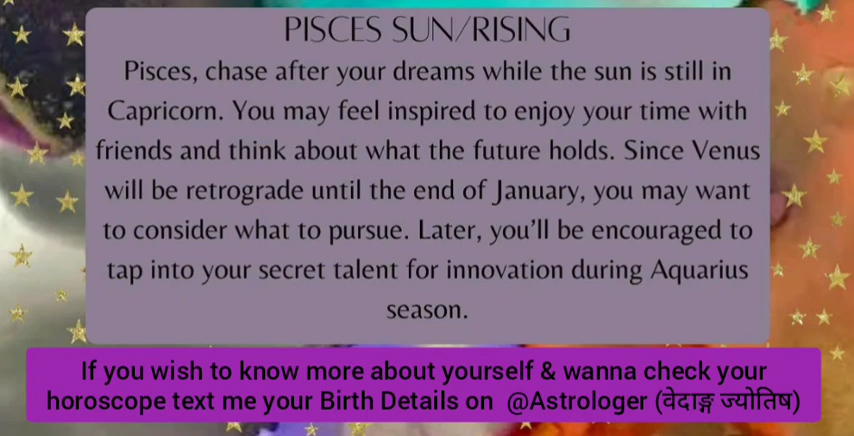 PISCES SUN/RISING
Pisces, chase after your dreams while the sun is still in
Capricorn. You may feel inspired to enjoy your time with
friends and think about what the future holds. Since Venus
will be retrograde until the end of January, you may want
to consider what to pursue. Later, you’ll be encouraged to
tap into your secret talent for innovation during Aquarius
season.
If you wish to know more about yourself & wanna check your
horoscope text me your Birth Details on @Astrologer (वेदाङ्ग ज्योतिष)